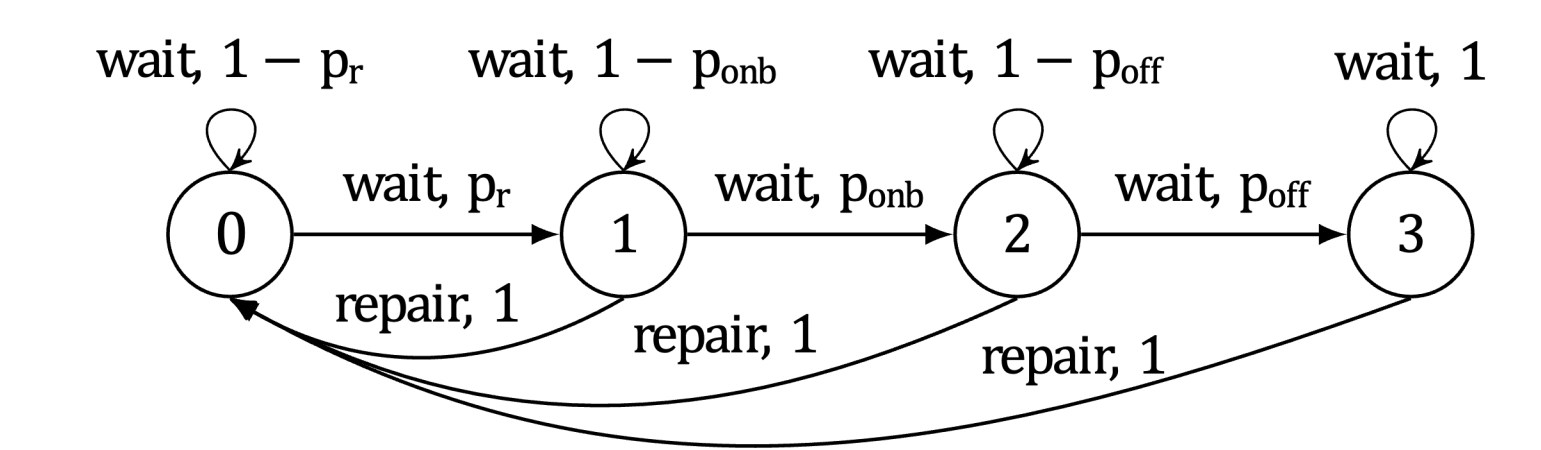 wait, 1 − pr wait, 1 − ponb wait, 1 − poff wait, 1
wait, pr wait, ponb wait, poff
0 1 2 3
repair, 1 repair, 1 repair, 1